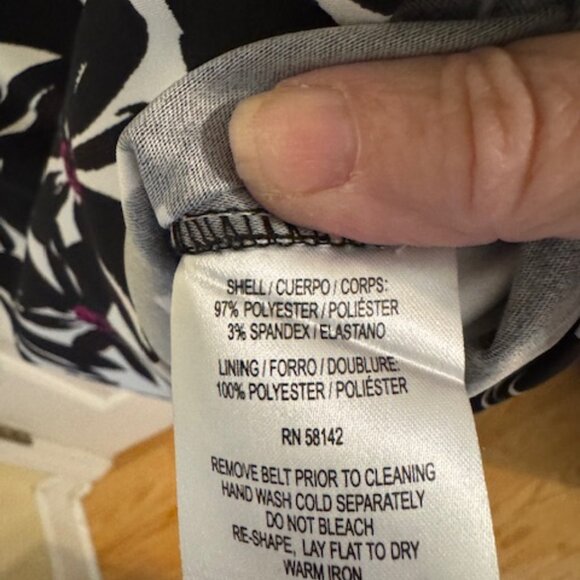 SHELL / CUERPO / CORPS:
97% POLYESTER / POLIÉSTER
3% SPANDEX / ELASTANO
LINING / FORRO / DOUBLURE:
100% POLYESTER / POLIÉSTER
RN 58142
REMOVE BELT PRIOR TO CLEANING
HAND WASH COLD SEPARATELY
DO NOT BLEACH
RE-SHAPE, LAY FLAT TO DRY
WARM IRON